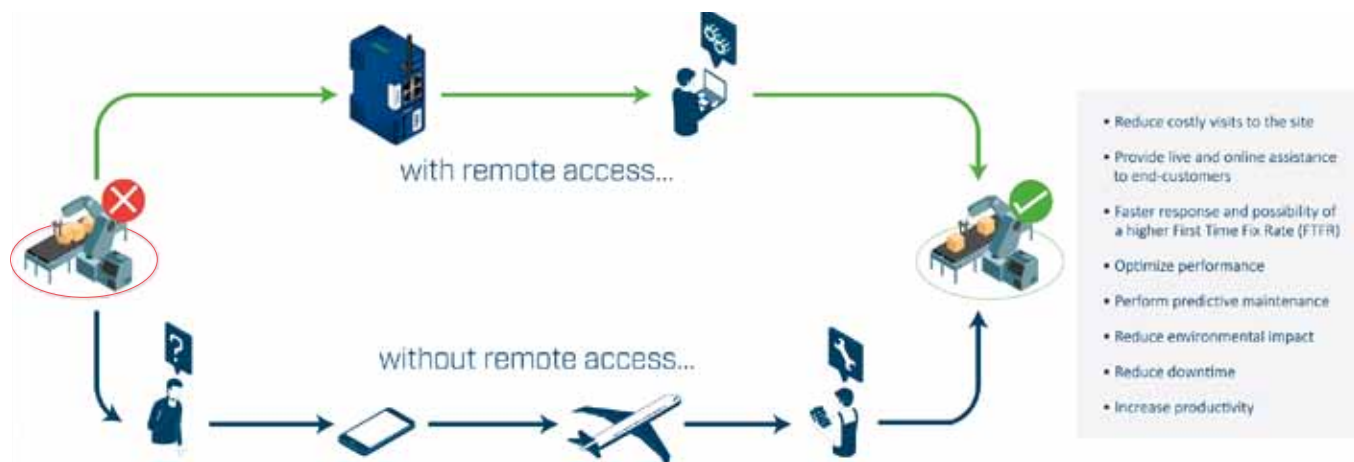 with remote access...
without remote access...
?
• Reduce costly visits to the site
• Provide live and online assistance
to end-customers
• Faster response and possibility of
a higher First Time Fix Rate (FTFR)
• Optimize performance
• Perform predictive maintenance
• Reduce environmental impact
• Reduce downtime
• Increase productivity